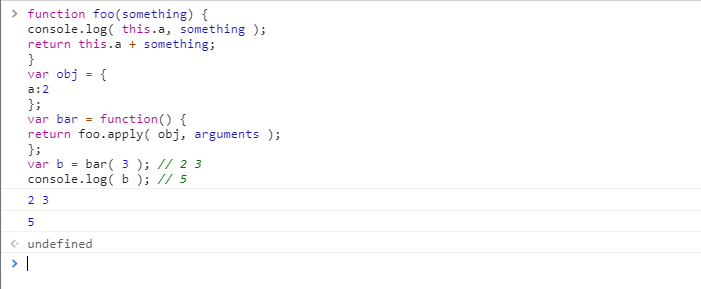 > function foo(something) {
console.log( this.a, something );
return this.a + something;
}
var obj = {
a:2
};
var bar = function() {
return foo.apply( obj, arguments );
};
var b = bar( 3 ); // 2 3
console.log( b ); // 5
2 3
5
undefined
>